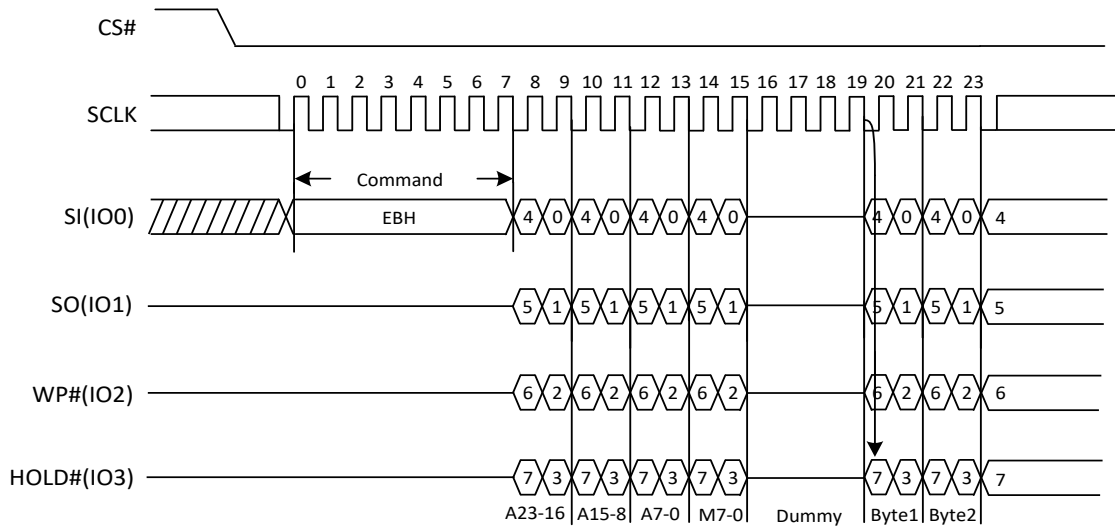 CS#
0 1 2 3 4 5 6 7 8 9 10 11 12 13 14 15 16 17 18 19 20 21 22 23
SCLK
Command
SI(IO0) EBH 4 0 4 0 4 0 4 0 4 0 4 0 4
SO(IO1) 5 1 5 1 5 1 5 1 5 1 5 1 5
WP#(IO2) 6 2 6 2 6 2 6 2 6 2 6 2 6
HOLD#(IO3) 7 3 7 3 7 3 7 3 7 3 7 3 7
A23-16 A15-8 A7-0 M7-0 Dummy Byte1 Byte2